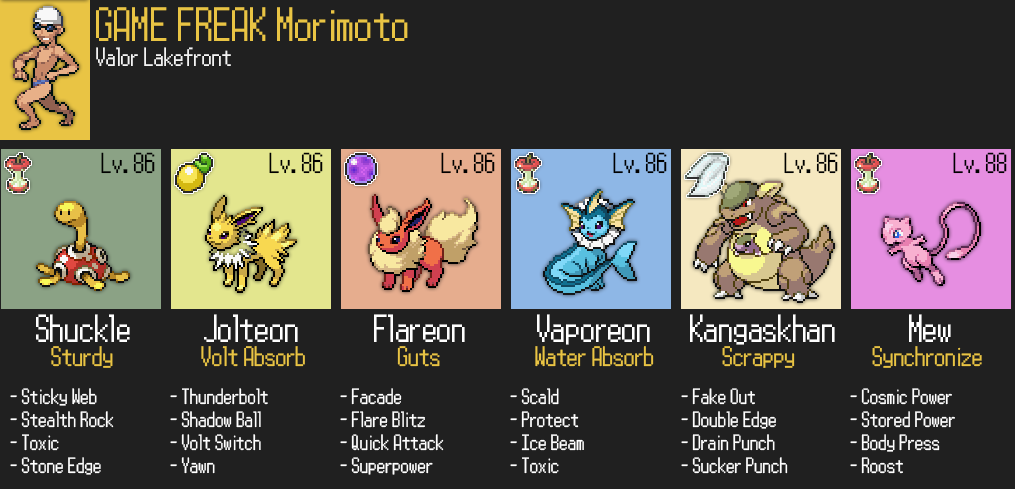 GAME FREAK Morimoto
Valor Lakefront
Lv. 86 Lv. 86 Lv. 86 Lv. 86 Lv. 86 Lv. 88
Shuckle Jolteon Flareon Vaporeon Kangaskhan Mew
Sturdy Volt Absorb Guts Water Absorb Scrappy Synchronize
- Sticky Web - Thunderbolt - Facade - Scald - Fake Out - Cosmic Power
- Stealth Rock - Shadow Ball - Flare Blitz - Protect - Double Edge - Stored Power
- Toxic - Volt Switch - Quick Attack - Ice Beam - Drain Punch - Body Press
- Stone Edge - Yawn - Superpower - Toxic - Sucker Punch - Roost